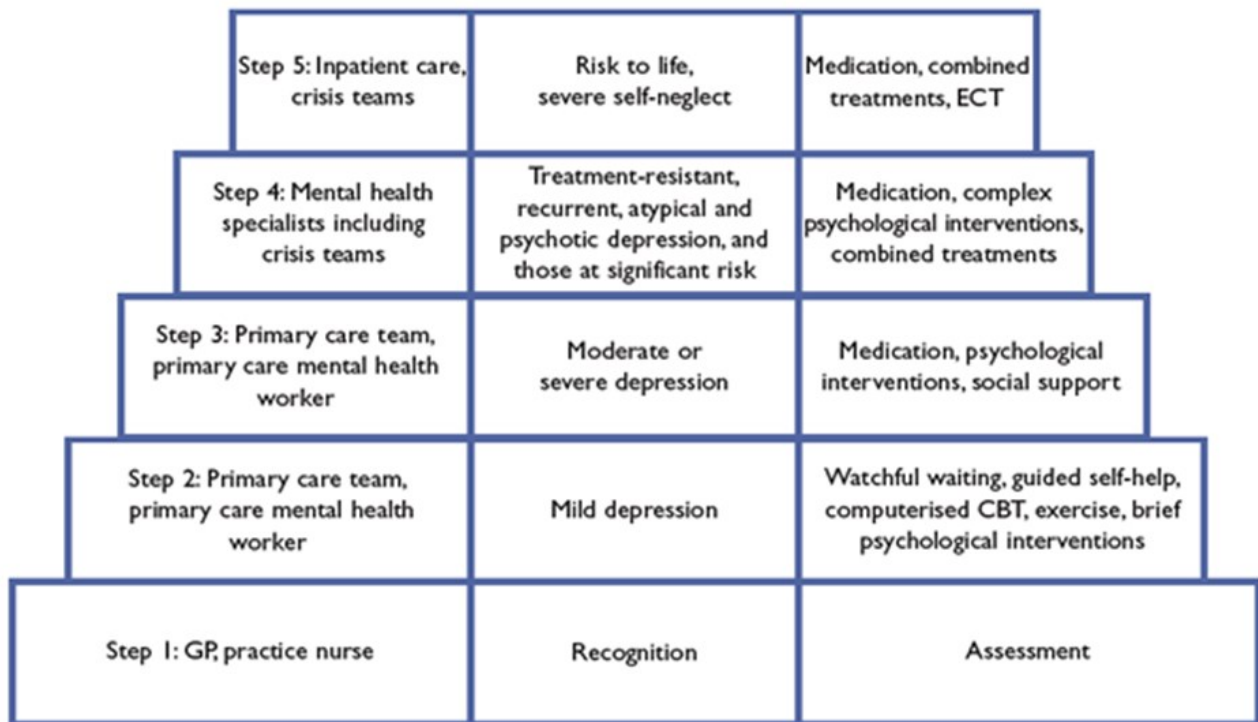 Step 5: Inpatient care,
crisis teams
Risk to life,
severe self-neglect
Medication, combined
treatments, ECT
Step 4: Mental health
specialists including
crisis teams
Treatment-resistant,
recurrent, atypical and
psychotic depression, and
those at significant risk
Medication, complex
psychological interventions,
combined treatments
Step 3: Primary care team,
primary care mental health
worker
Moderate or
severe depression
Medication, psychological
interventions, social support
Step 2: Primary care team,
primary care mental health
worker
Mild depression
Watchful waiting, guided self-help,
computerised CBT, exercise, brief
psychological interventions
Step 1: GP, practice nurse
Recognition
Assessment